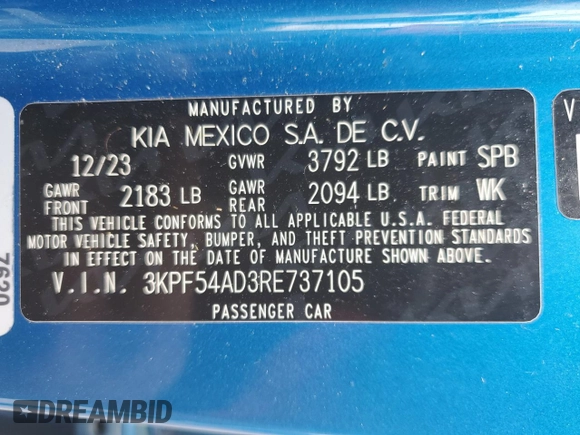 MANUFACTURED BY
KIA MEXICO S.A. DE C.V.
12/23 GVWR 3792 LB PAINT SPB
GAWR FRONT 2183 LB GAWR REAR 2094 LB TRIM WK
THIS VEHICLE CONFORMS TO ALL APPLICABLE U.S.A. FEDERAL
MOTOR VEHICLE SAFETY, BUMPER, AND THEFT PREVENTION STANDARDS
IN EFFECT ON THE DATE OF MANUFACTURE SHOWN ABOVE.
V.I.N. 3KPF54AD3RE737105
PASSENGER CAR
V
DREAMBID